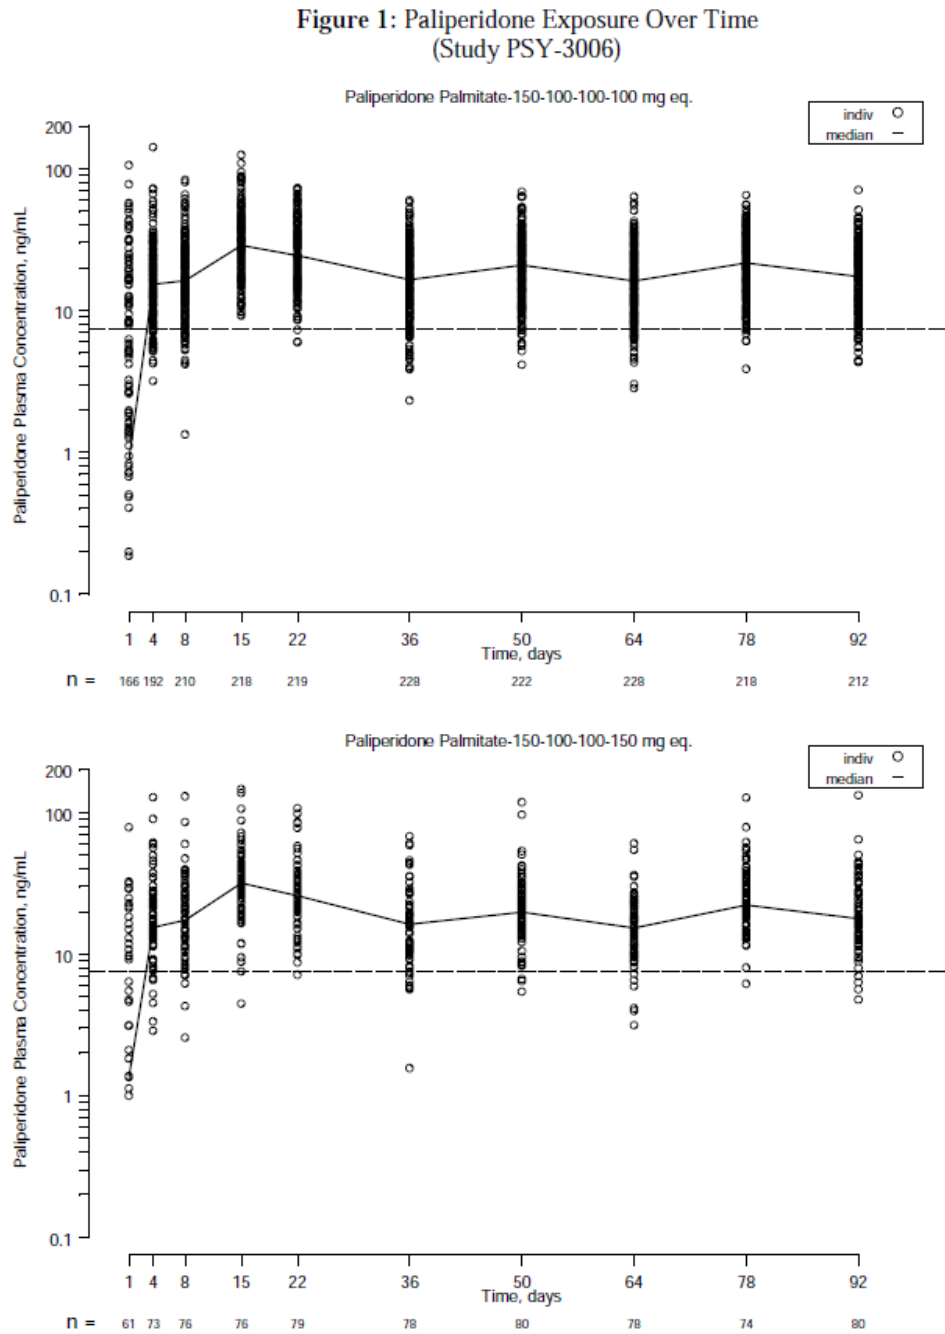 Figure 1: Paliperidone Exposure Over Time
(Study PSY-3006)
Paliperidone Palmitate-150-100-100-100 mg eq.
indiv
median
Paliperidone Plasma Concentration, ng/mL
200
100
10
1
0.1
1 4 8 15 22 36 50 64 78 92
Time, days
n = 166 192 210 218 219 228 222 228 218 212
Paliperidone Palmitate-150-100-100-150 mg eq.
indiv
median
Paliperidone Plasma Concentration, ng/mL
200
100
10
1
0.1
1 4 8 15 22 36 50 64 78 92
Time, days
n = 61 73 76 76 79 78 80 78 74 80